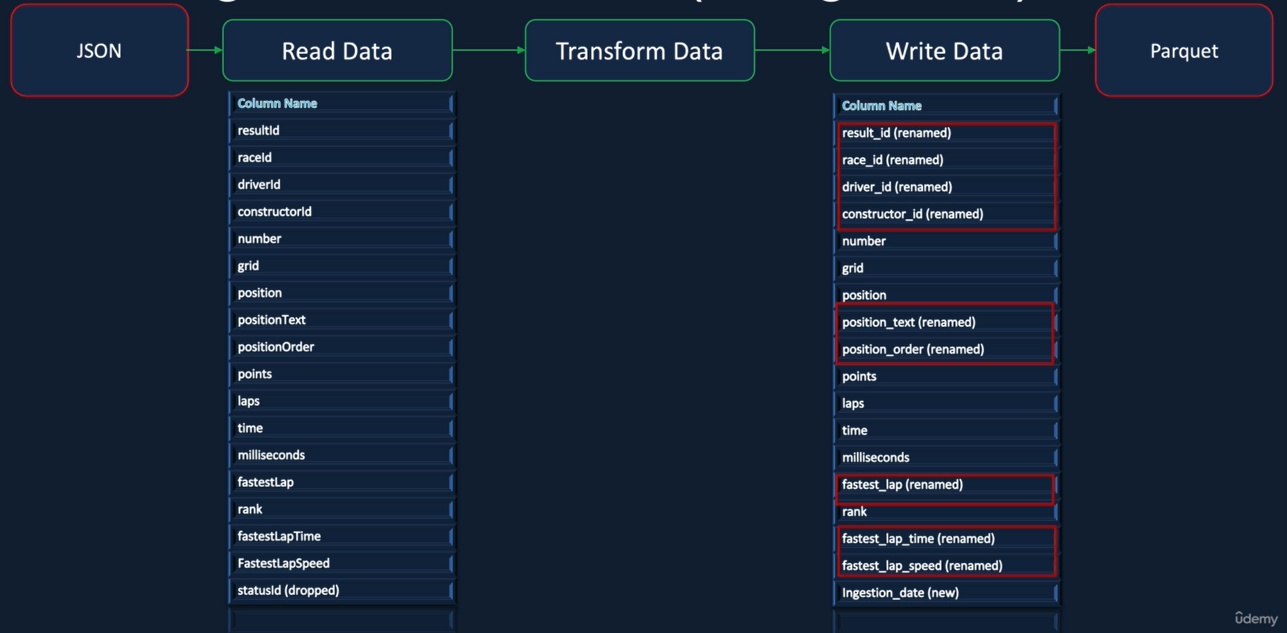 JSON
Read Data
Transform Data
Write Data
Parquet
Column Name
resultId
raceId
driverId
constructorId
number
grid
position
positionText
positionOrder
points
laps
time
milliseconds
fastestLap
rank
fastestLapTime
FastestLapSpeed
statusId (dropped)
Column Name
result_id (renamed)
race_id (renamed)
driver_id (renamed)
constructor_id (renamed)
number
grid
position
position_text (renamed)
position_order (renamed)
points
laps
time
milliseconds
fastest_lap (renamed)
rank
fastest_lap_time (renamed)
fastest_lap_speed (renamed)
Ingestion_date (new)
ûdemy